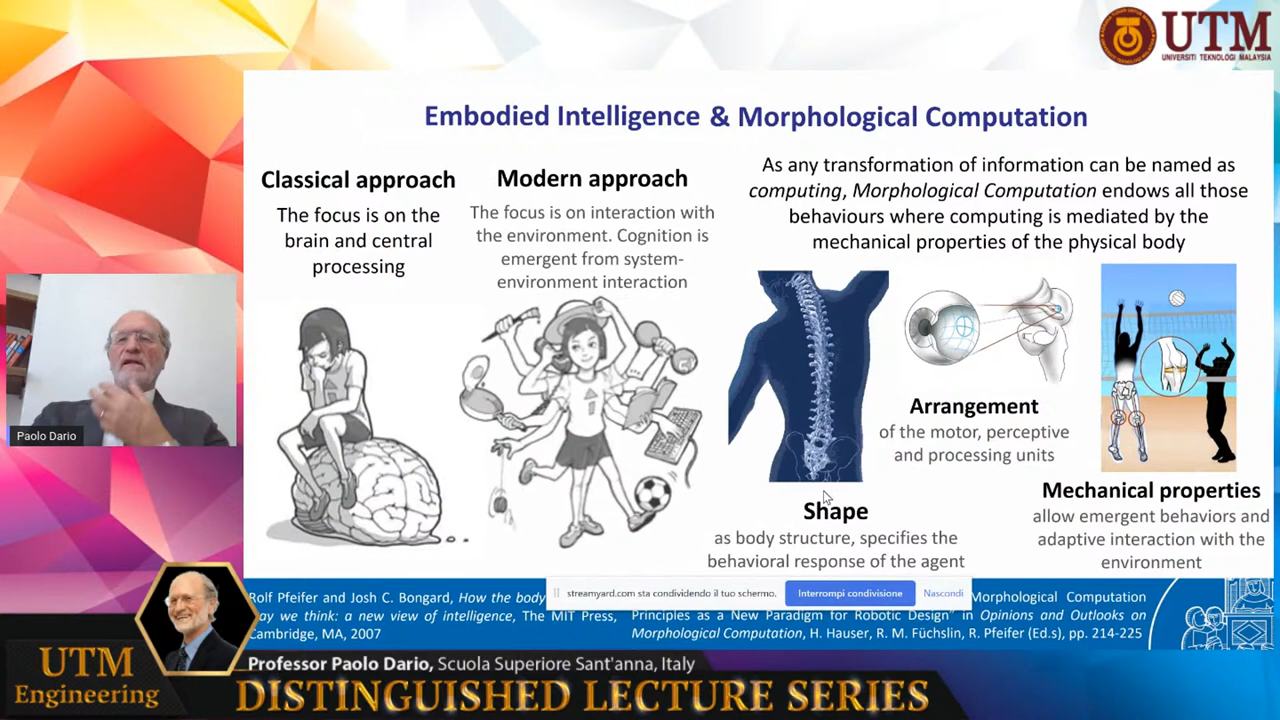 UTM
UNIVERSITI TEKNOLOGI MALAYSIA
Embodied Intelligence & Morphological Computation
Classical approach
The focus is on the
brain and central
processing
Modern approach
The focus is on interaction with
the environment. Cognition is
emergent from system-
environment interaction
As any transformation of information can be named as
computing, Morphological Computation endows all those
behaviours where computing is mediated by the
mechanical properties of the physical body
Paolo Dario
Shape
as body structure, specifies the
behavioral response of the agent
Arrangement
of the motor, perceptive
and processing units
Mechanical properties
allow emergent behaviors and
adaptive interaction with the
environment
streamyard.com sta condividendo il tuo schermo.
Interrompi condivisione
Nascondi
Rolf Pfeifer and Josh C. Bongard, How the body
way we think: a new view of intelligence, The MIT Press,
Cambridge, MA, 2007
Morphological Computation
Principles as a New Paradigm for Robotic Design" in Opinions and Outlooks on
Morphological Computation, H. Hauser, R. M. Füchslin, R. Pfeifer (Ed.s), pp. 214-225
UTM
Engineering
Professor Paolo Dario, Scuola Superiore Sant'anna, Italy
DISTINGUISHED LECTURE SERIES